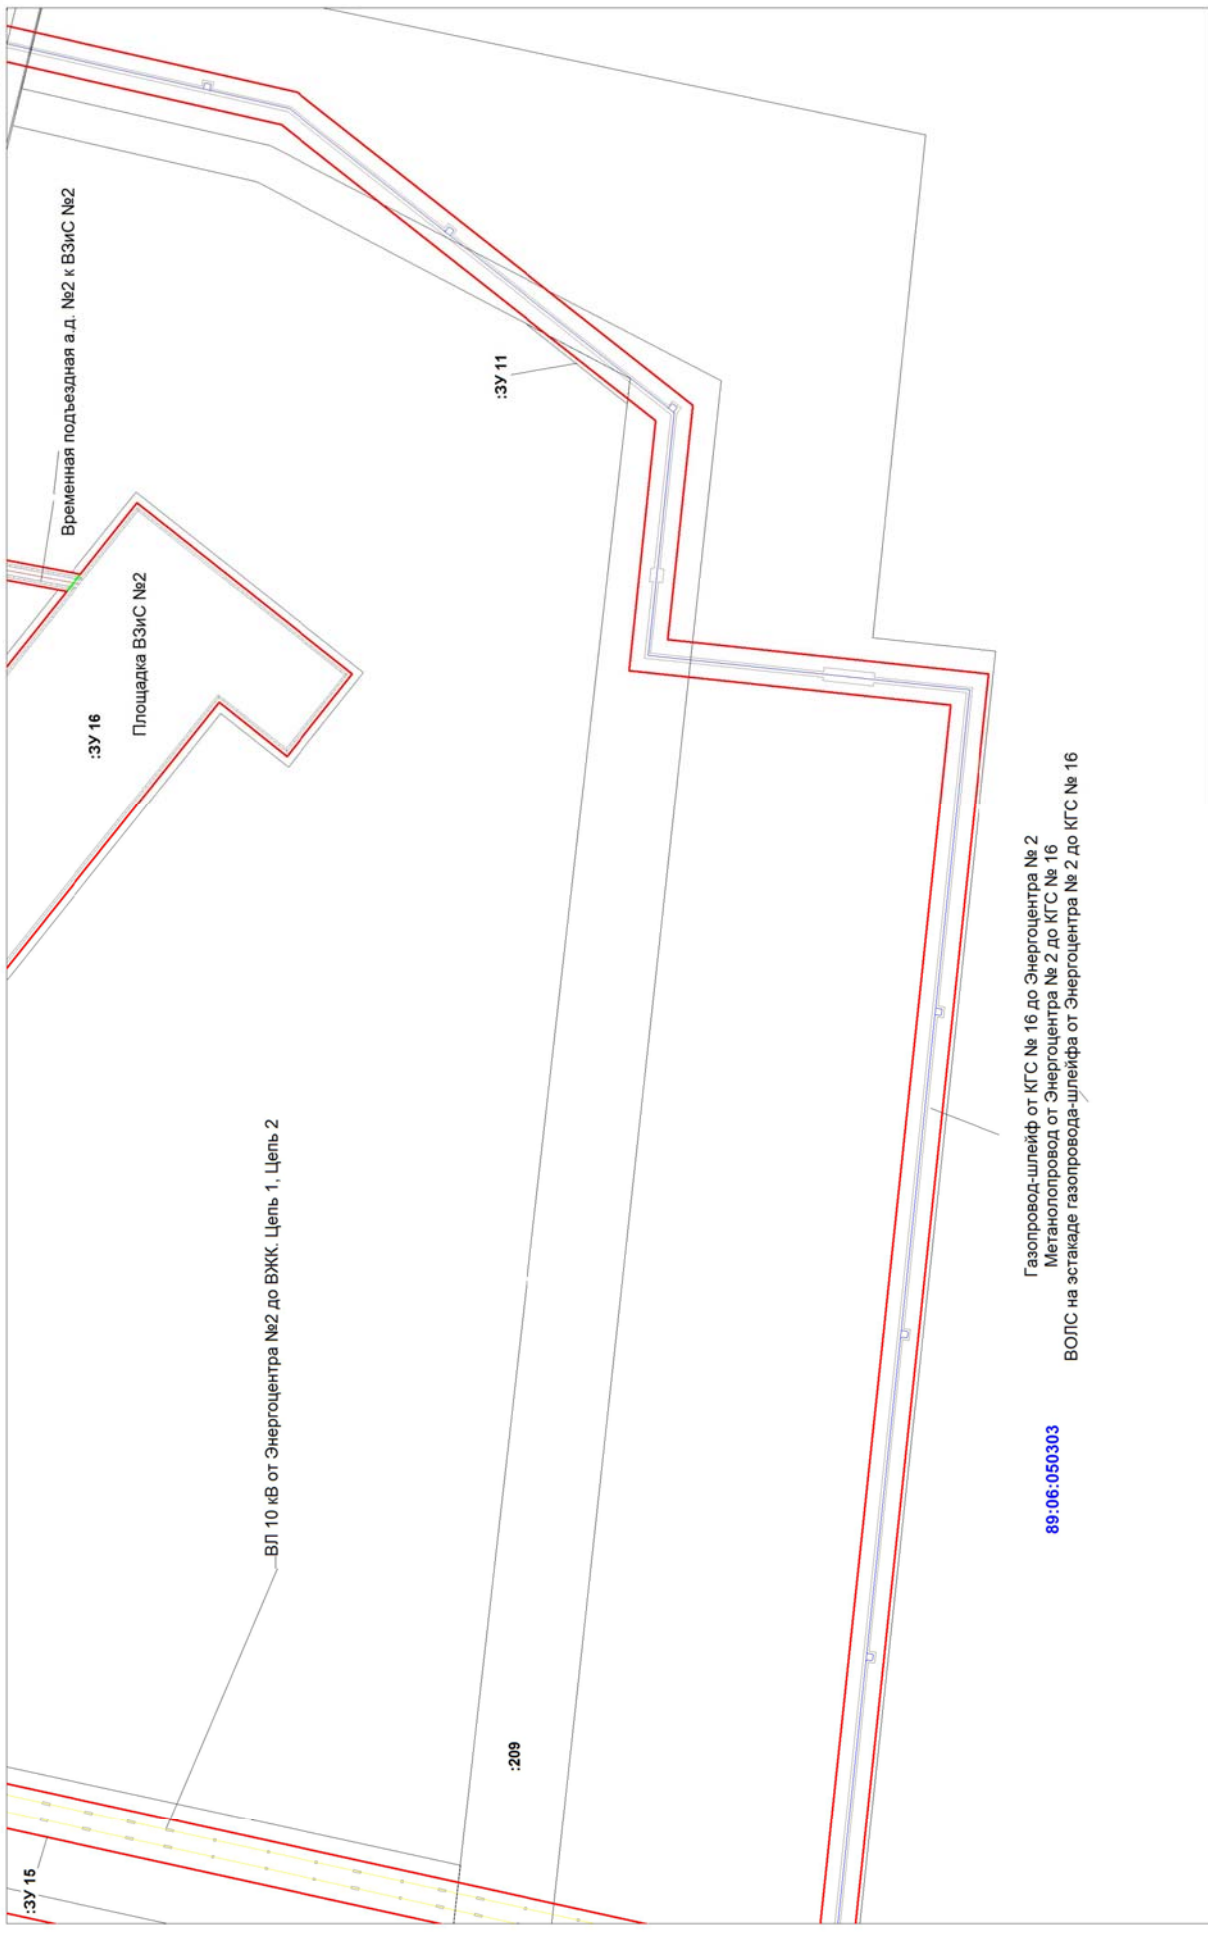 :ЗУ 15
ВЛ 10 кВ от Энергоцентра №2 до ВЖК. Цепь 1, Цепь 2
:ЗУ 16
Площадка ВЗиС №2
Временная подъездная а.д. №2 к ВЗиС №2
:209
:ЗУ 11
89:06:050303
Газопровод-шлейф от КГС № 16 до Энергоцентра № 2
Метанолопровод от Энергоцентра № 2 до КГС № 16
ВОЛС на эстакаде газопровода-шлейфа от Энергоцентра № 2 до КГС № 16